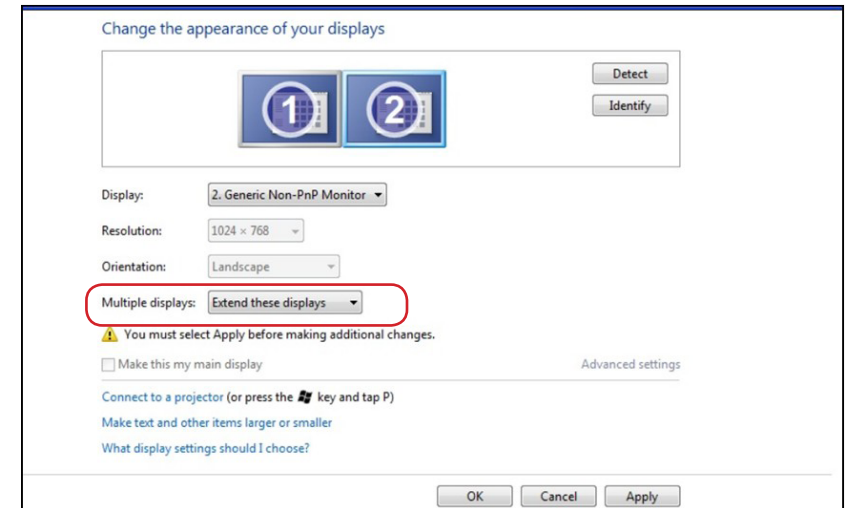 Change the appearance of your displays
1 2
Detect
Identify
Display: 2. Generic Non-PnP Monitor
Resolution: 1024 × 768
Orientation: Landscape
Multiple displays: Extend these displays
You must select Apply before making additional changes.
Make this my main display Advanced settings
Connect to a projector (or press the key and tap P)
Make text and other items larger or smaller
What display settings should I choose?
OK Cancel Apply